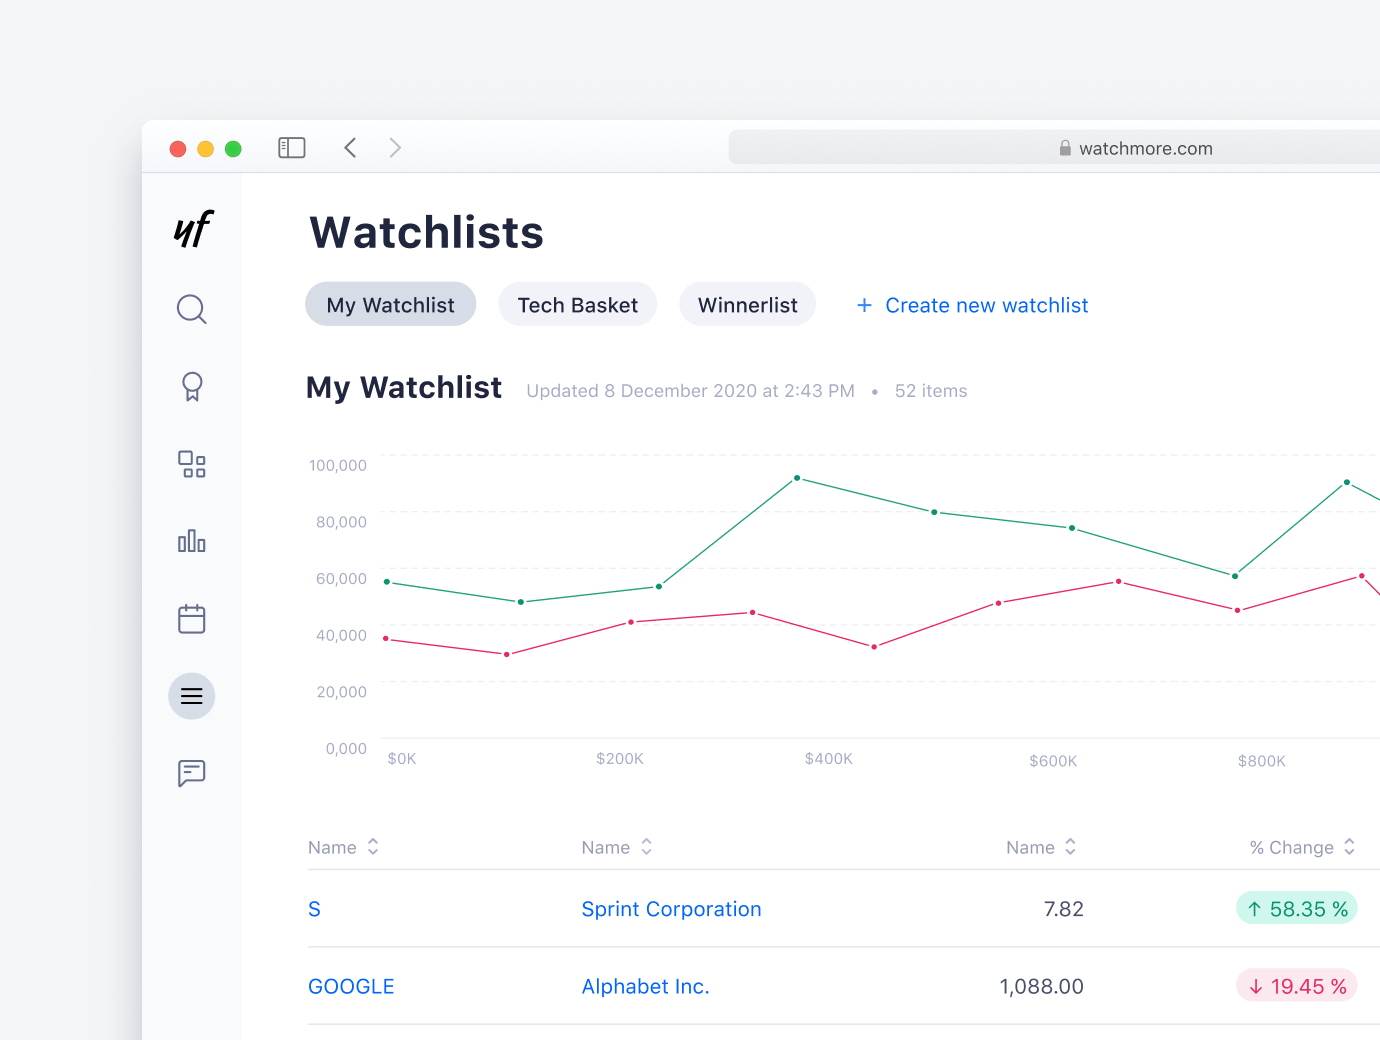 watchmore.com
yf
Watchlists
My Watchlist Tech Basket Winnerlist + Create new watchlist
My Watchlist Updated 8 December 2020 at 2:43 PM • 52 items
100,000
80,000
60,000
40,000
20,000
0,000
$0K $200K $400K $600K $800K
Name Name Name % Change
S Sprint Corporation 7.82 ↑ 58.35 %
GOOGLE Alphabet Inc. 1,088.00 ↓ 19.45 %